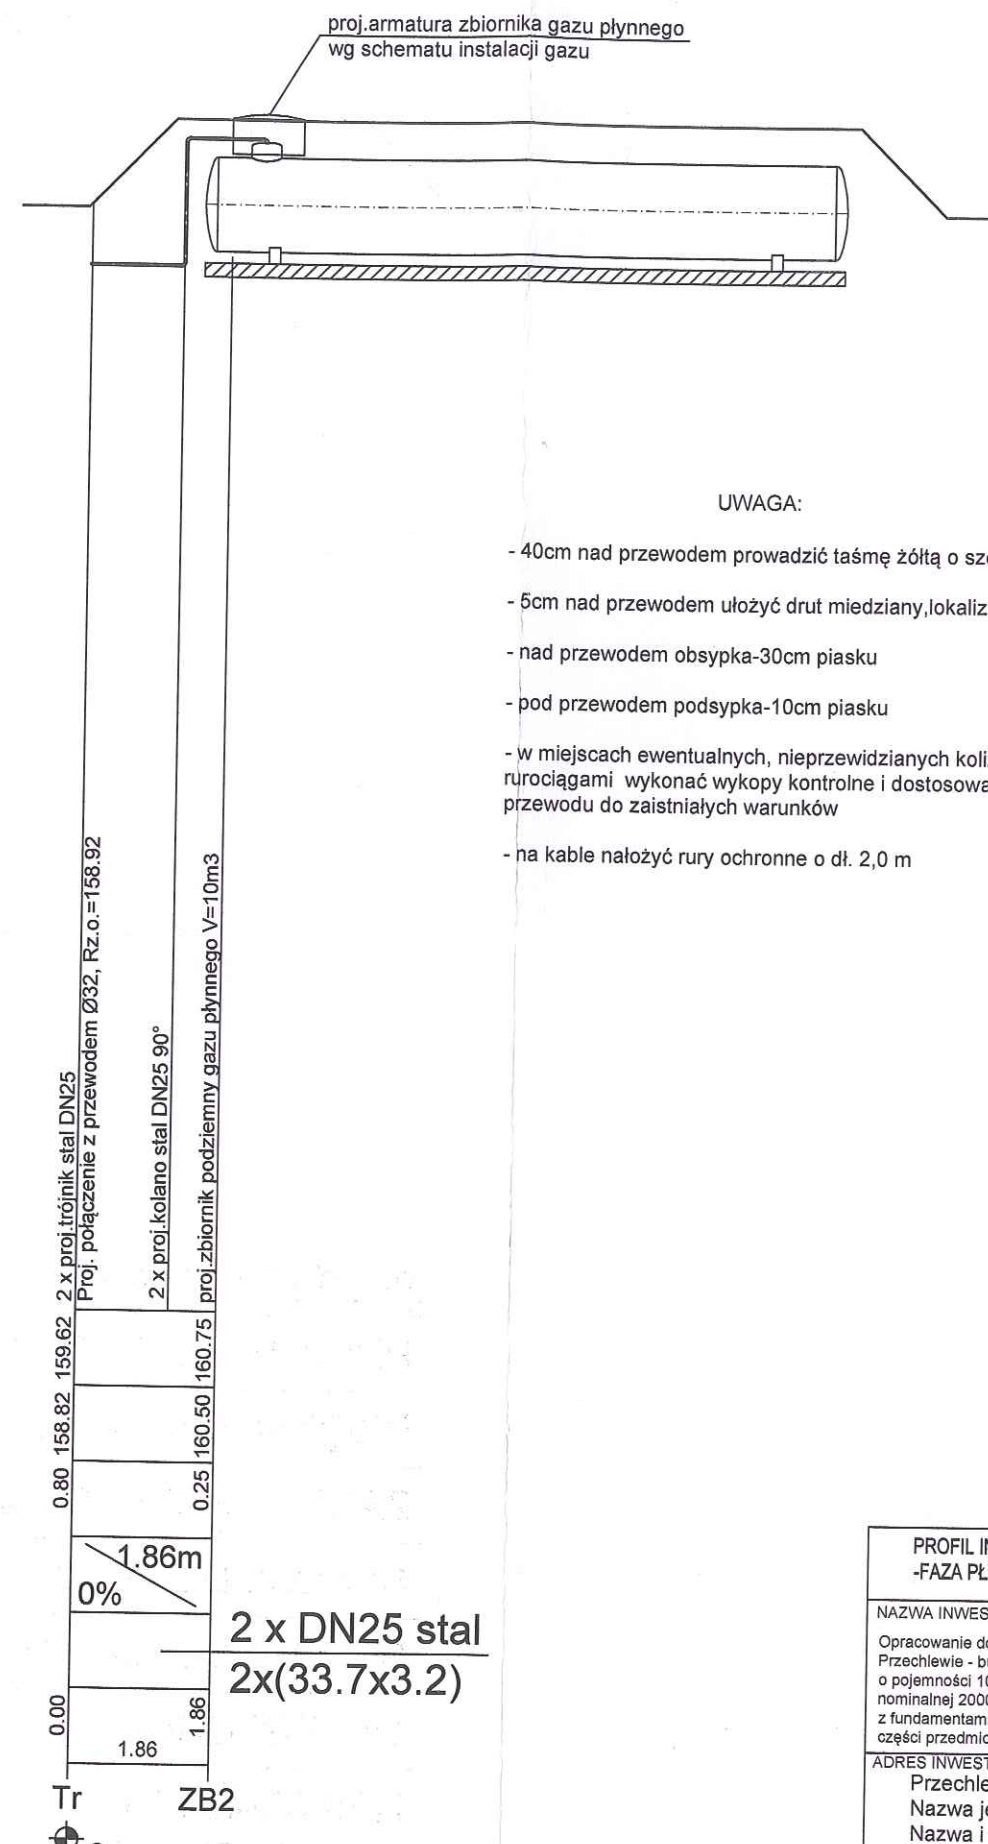 proj.armatura zbiornika gazu płynnego
wg schematu instalacji gazu
UWAGA:
- 40cm nad przewodem prowadzić taśmę żółtą o
- 5cm nad przewodem ułożyć drut miedziany,lokaliz
- nad przewodem obsypka-30cm piasku
- pod przewodem podsypka-10cm piasku
- w miejscach ewentualnych, nieprzewidzianych koli
rurociągami wykonać wykopy kontrolne i dostosowa
przewodu do zaistniałych warunków
- na kable nałożyć rury ochronne o dł. 2,0 m
2 x proj.trójnik stal DN25
Proj. połączenie z przewodem Ø32, Rz.o.=158.92
2 x proj.kolano stal DN25 90°
proj.zbiornik podziemny gazu płynnego V=10m3
159.62
160.75
158.82
160.50
0.80
0.25
1.86m
0%
2 x DN25 stal
2x(33.7x3.2)
0.00
1.86
1.86
Tr
ZB2
PROFIL
-FAZA
NAZWA INWES
Opracowanie
Przechlewie -
o pojemności
nominalnej
z fundamentam
części przedmio
ADRES INWEST
Przechle
Nazwa
Nazwa i